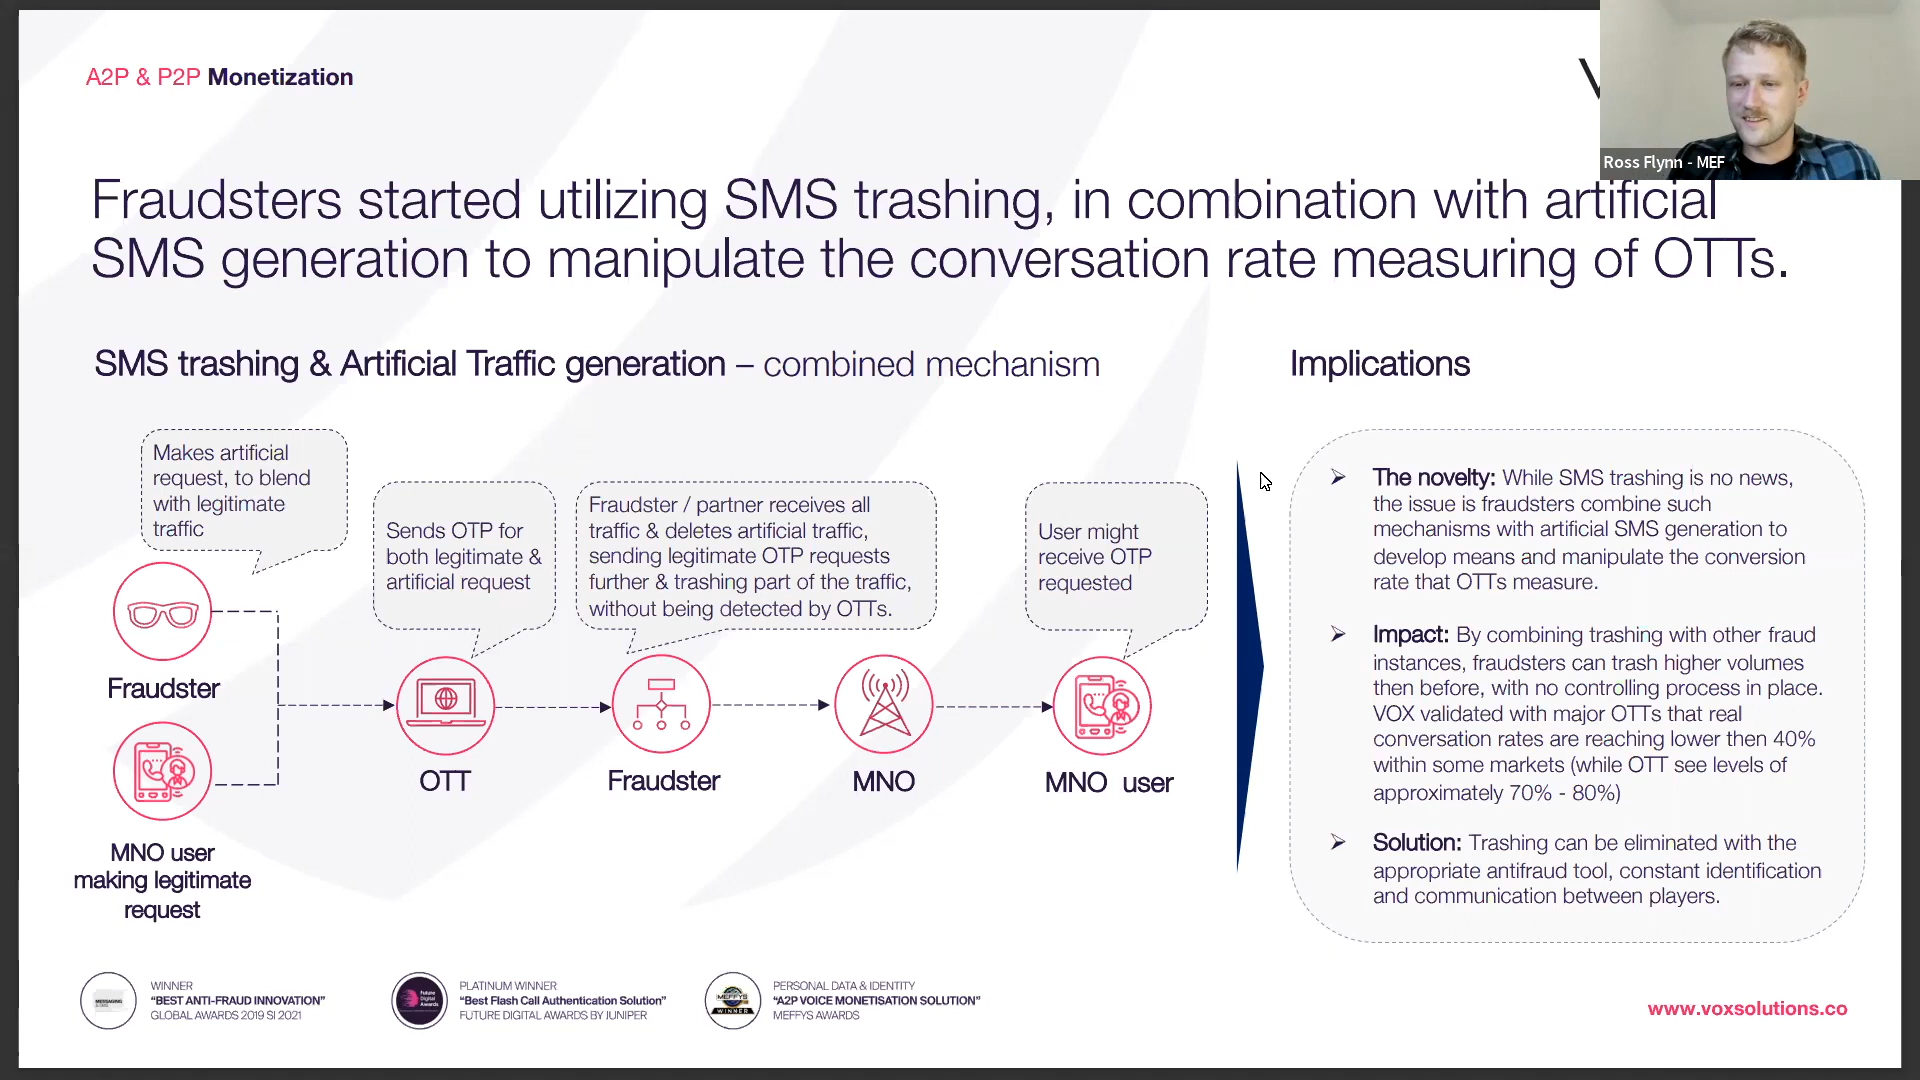 A2P & P2P Monetization
V
Ross Flynn - MEF
Fraudsters started utilizing SMS trashing, in combination with artificial
SMS generation to manipulate the conversation rate measuring of OTTs.
SMS trashing & Artificial Traffic generation – combined mechanism
Makes artificial
request, to blend
with legitimate
traffic
Sends OTP for
both legitimate &
artificial request
Fraudster / partner receives all
traffic & deletes artificial traffic,
sending legitimate OTP requests
further & trashing part of the traffic,
without being detected by OTTs.
User might
receive OTP
requested
Fraudster
OTT
Fraudster
MNO
MNO user
MNO user
making legitimate
request
Implications
The novelty: While SMS trashing is no news,
the issue is fraudsters combine such
mechanisms with artificial SMS generation to
develop means and manipulate the conversion
rate that OTTs measure.
Impact: By combining trashing with other fraud
instances, fraudsters can trash higher volumes
then before, with no controlling process in place.
VOX validated with major OTTs that real
conversation rates are reaching lower then 40%
within some markets (while OTT see levels of
approximately 70% - 80%)
Solution: Trashing can be eliminated with the
appropriate antifraud tool, constant identification
and communication between players.
WINNER
“BEST ANTI-FRAUD INNOVATION”
GLOBAL AWARDS 2019 SI 2021
Future
Digital
Awards
PLATINUM WINNER
“Best Flash Call Authentication Solution”
FUTURE DIGITAL AWARDS BY JUNIPER
MEFFYS
WINNER
PERSONAL DATA & IDENTITY
“A2P VOICE MONETISATION SOLUTION”
MEFFYS AWARDS
www.voxsolutions.co